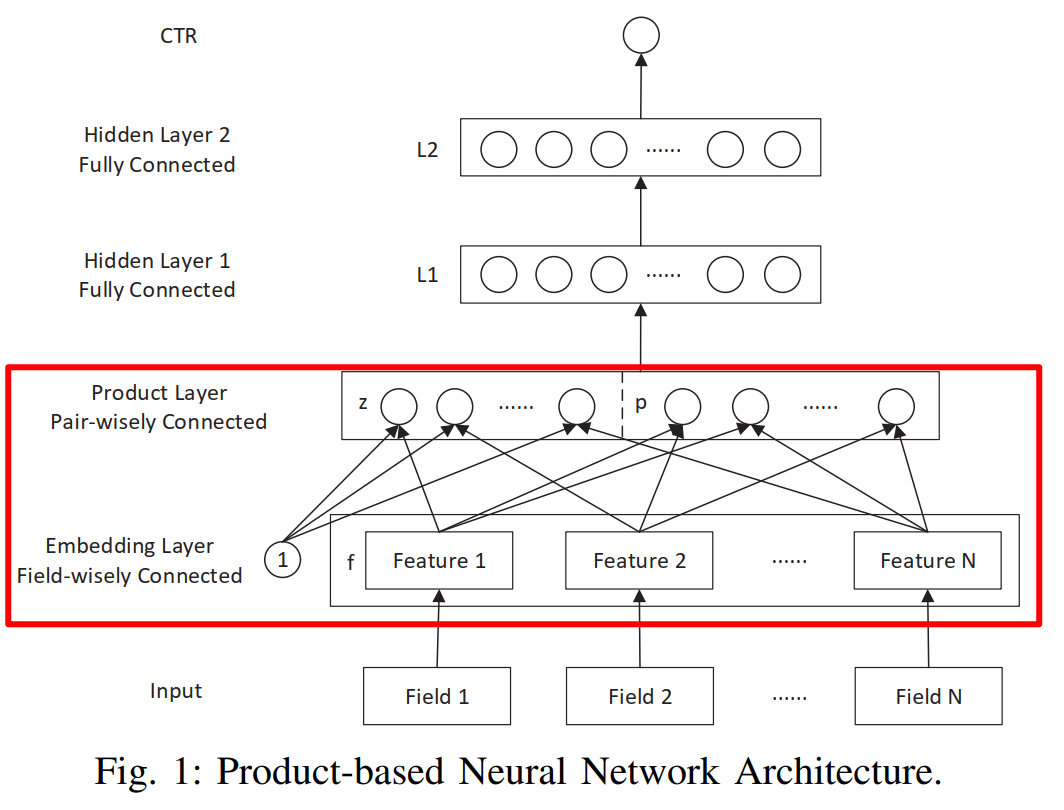 CTR
Hidden Layer 2
Fully Connected
L2
......
Hidden Layer 1
Fully Connected
L1
......
Product Layer
Pair-wisely Connected
z
......
p
......
Embedding Layer
Field-wisely Connected
1
f
Feature 1
Feature 2
......
Feature N
Input
Field 1
Field 2
......
Field N
Fig. 1: Product-based Neural Network Architecture.